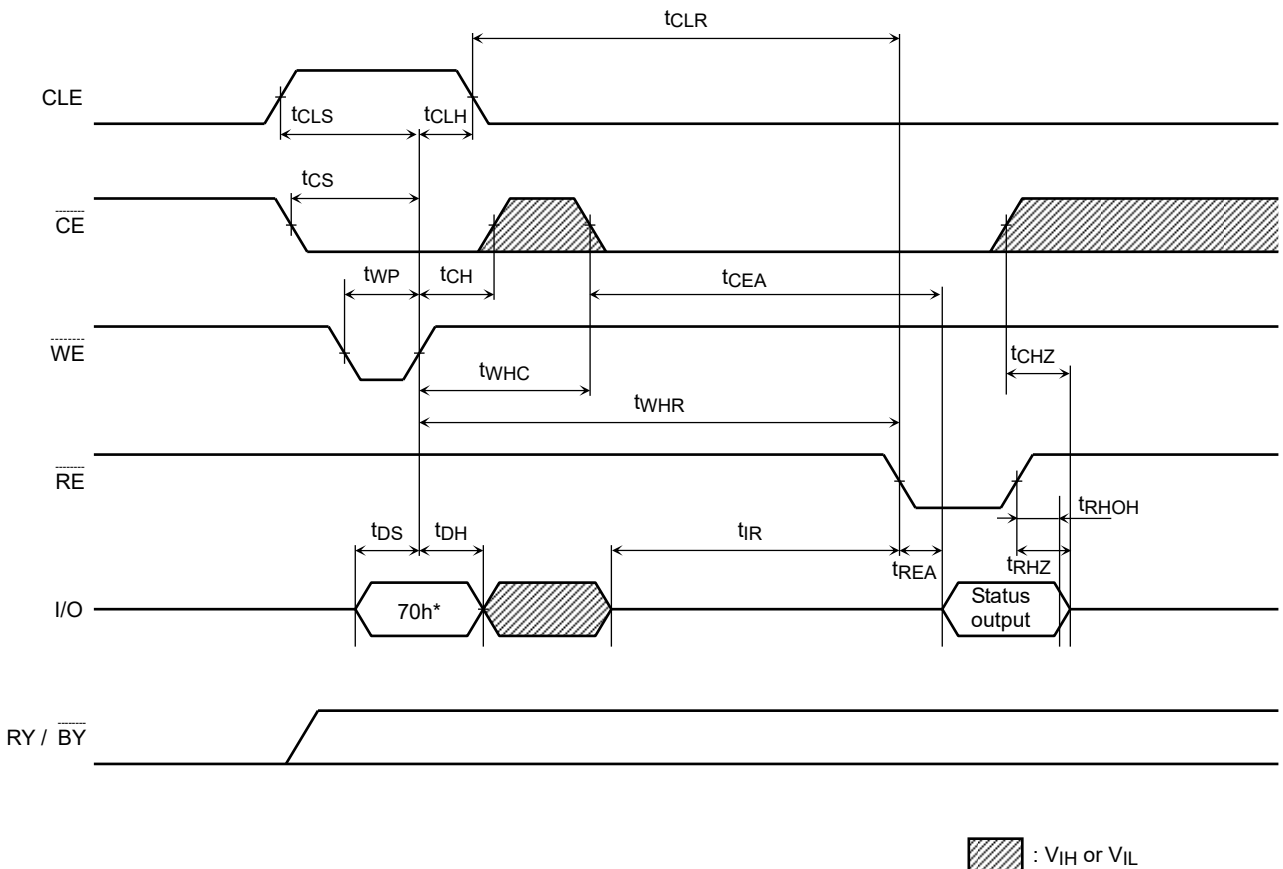 tCLR
CLE
tCLS
tCLH
tCS
CE
tWP
tCH
tCEA
WE
tCHZ
tWHC
tWHR
RE
tRHOH
tDS
tDH
tIR
tREA
tRHZ
I/O
70h*
Status
output
RY / BY
: VIH or VIL